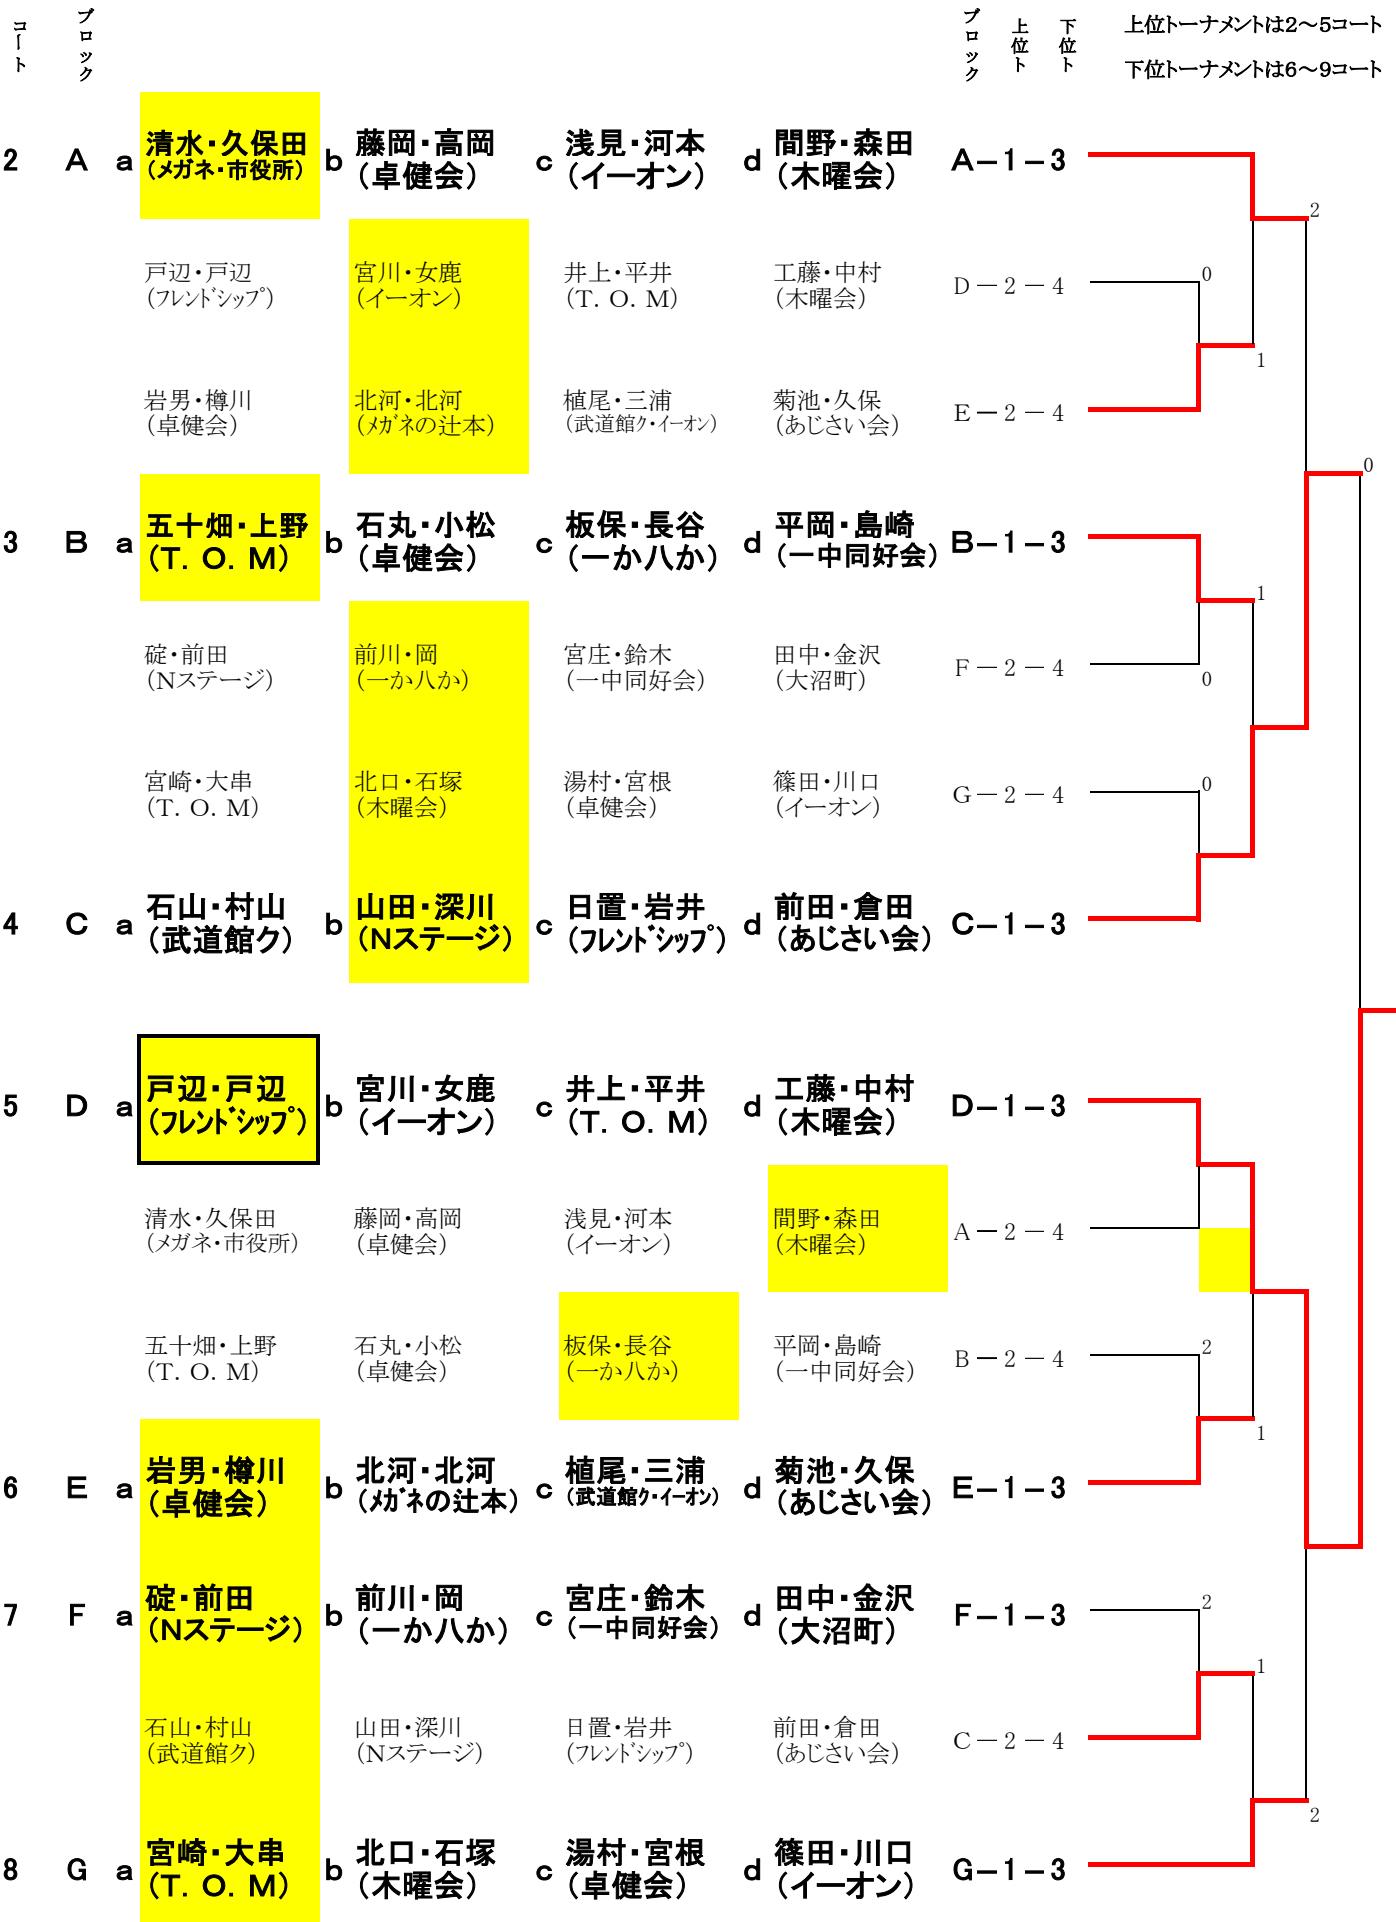 コート
ブロック
ブロック
上位ト
下位ト
上位トーナメントは2～5コート
下位トーナメントは6～9コート
2 A a 清水・久保田 b 藤岡・高岡 c 浅見・河本 d 間野・森田 A－1－3
(メガネ・市役所) (卓健会) (イーオン) (木曜会)
2
戸辺・戸辺 宮川・女鹿 井上・平井 工藤・中村 D－2－4 0
(フレンドシップ) (イーオン) (T．O．M) (木曜会)
1
岩男・樽川 北河・北河 植尾・三浦 菊池・久保 E－2－4
(卓健会) (メガネの辻本) (武道館ク・イーオン) (あじさい会)
0
3 B a 五十畑・上野 b 石丸・小松 c 板保・長谷 d 平岡・島崎 B－1－3
(T．O．M) (卓健会) (一か八か) (一中同好会)
1
碇・前田 前川・岡 宮庄・鈴木 田中・金沢 F－2－4
(Nステージ) (一か八か) (一中同好会) (大沼町) 0
宮崎・大串 北口・石塚 湯村・宮根 篠田・川口 G－2－4 0
(T．O．M) (木曜会) (卓健会) (イーオン)
4 C a 石山・村山 b 山田・深川 c 日置・岩井 d 前田・倉田 C－1－3
(武道館ク) (Nステージ) (フレンドシップ) (あじさい会)
5 D a 戸辺・戸辺 b 宮川・女鹿 c 井上・平井 d 工藤・中村 D－1－3
(フレンドシップ) (イーオン) (T．O．M) (木曜会)
清水・久保田 藤岡・高岡 浅見・河本 間野・森田 A－2－4
(メガネ・市役所) (卓健会) (イーオン) (木曜会)
五十畑・上野 石丸・小松 板保・長谷 平岡・島崎 B－2－4 2
(T．O．M) (卓健会) (一か八か) (一中同好会)
1
6 E a 岩男・樽川 b 北河・北河 c 植尾・三浦 d 菊池・久保 E－1－3
(卓健会) (メガネの辻本) (武道館ク・イーオン) (あじさい会)
7 F a 碇・前田 b 前川・岡 c 宮庄・鈴木 d 田中・金沢 F－1－3 2
(Nステージ) (一か八か) (一中同好会) (大沼町)
1
石山・村山 山田・深川 日置・岩井 前田・倉田 C－2－4
(武道館ク) (Nステージ) (フレンドシップ) (あじさい会)
2
8 G a 宮崎・大串 b 北口・石塚 c 湯村・宮根 d 篠田・川口 G－1－3
(T．O．M) (木曜会) (卓健会) (イーオン)